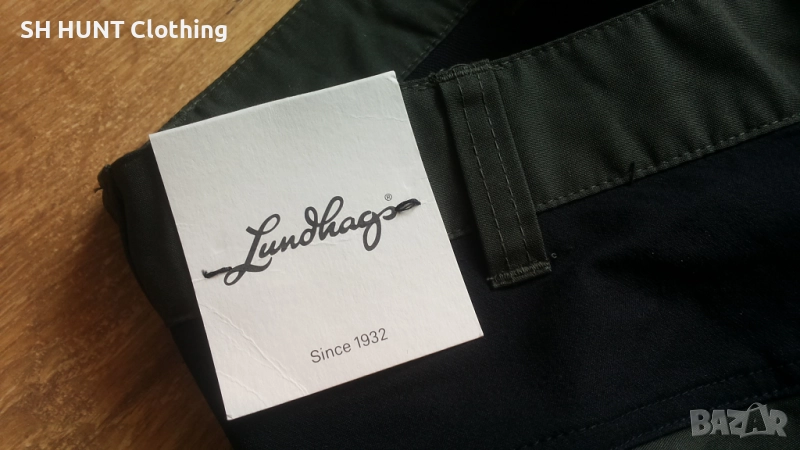 SH HUNT Clothing
Lundhags®
Since 1932
BAZAR